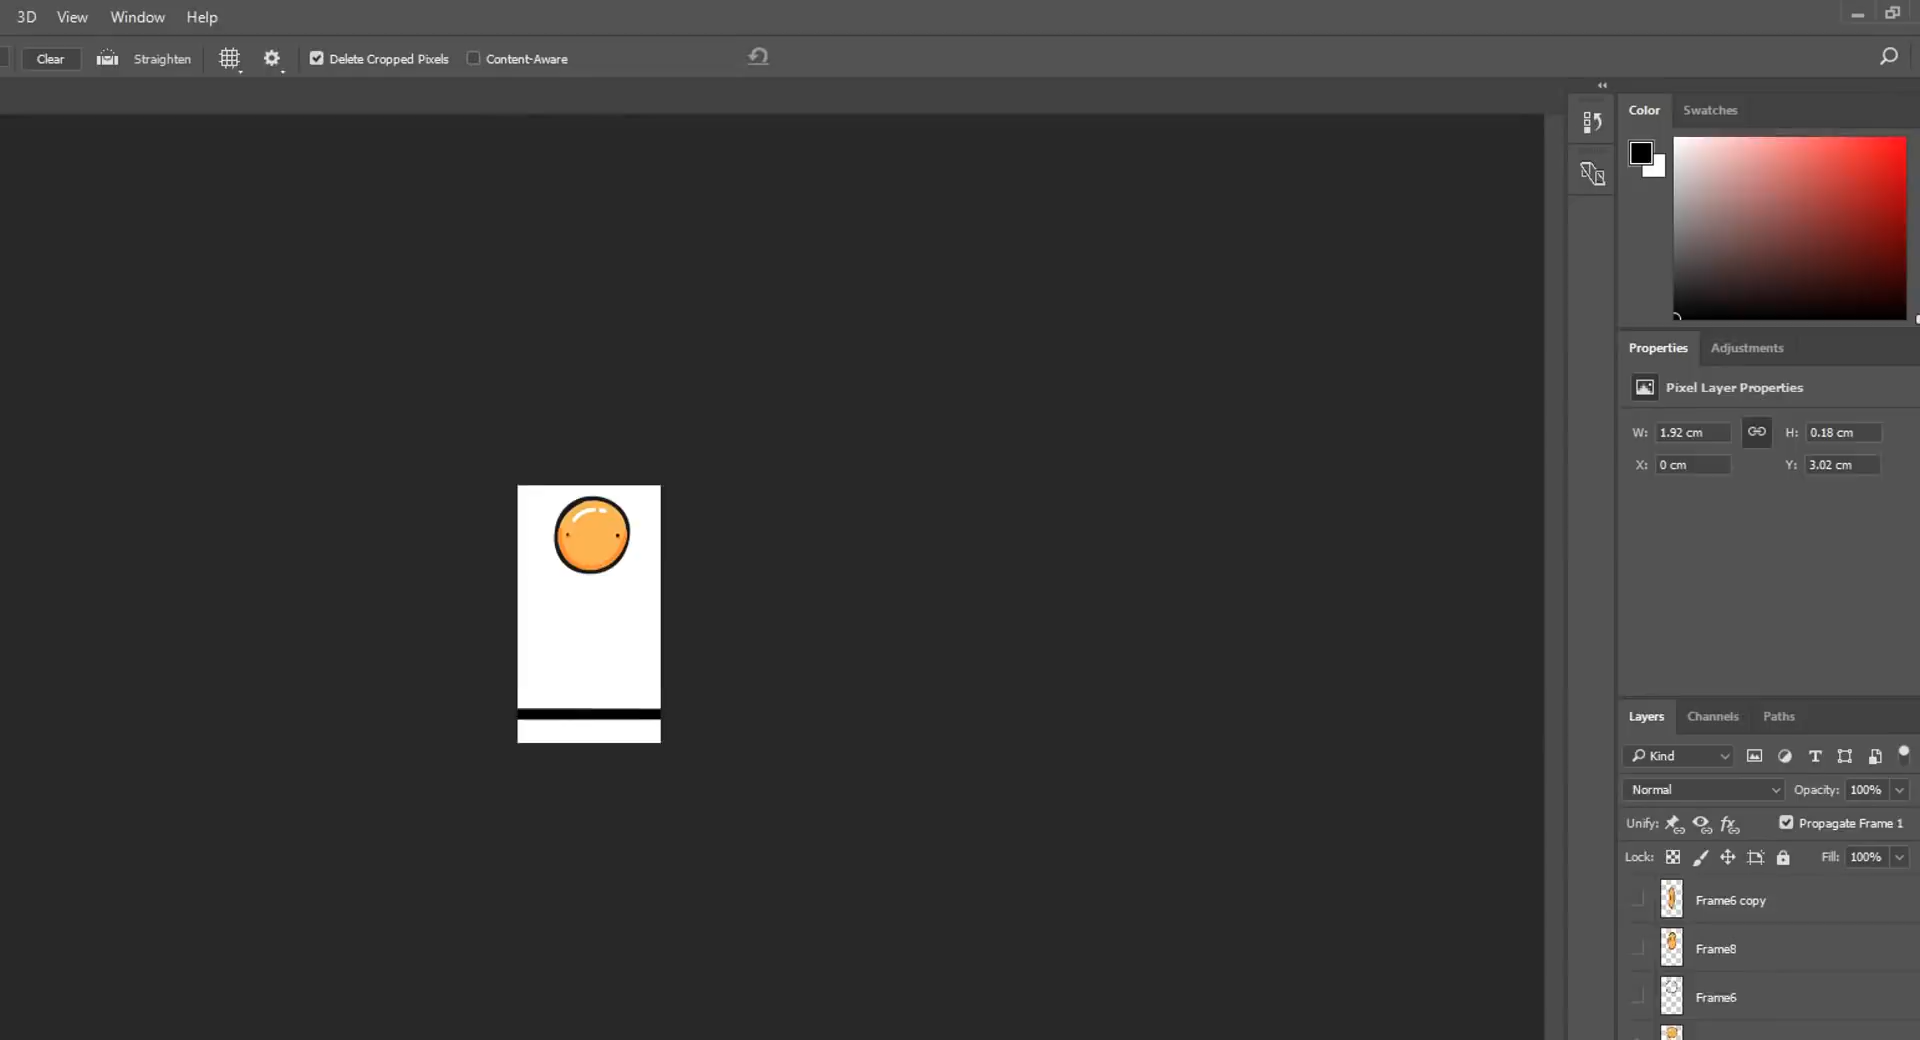 3D View Window Help
Clear Straighten Delete Cropped Pixels Content-Aware
Color Swatches
Properties Adjustments
Pixel Layer Properties
W: 1.92 cm H: 0.18 cm
X: 0 cm Y: 3.02 cm
Layers Channels Paths
Kind
Normal Opacity: 100%
Unify: Propagate Frame 1
Lock: Fill: 100%
Frame6 copy
Frame8
Frame6